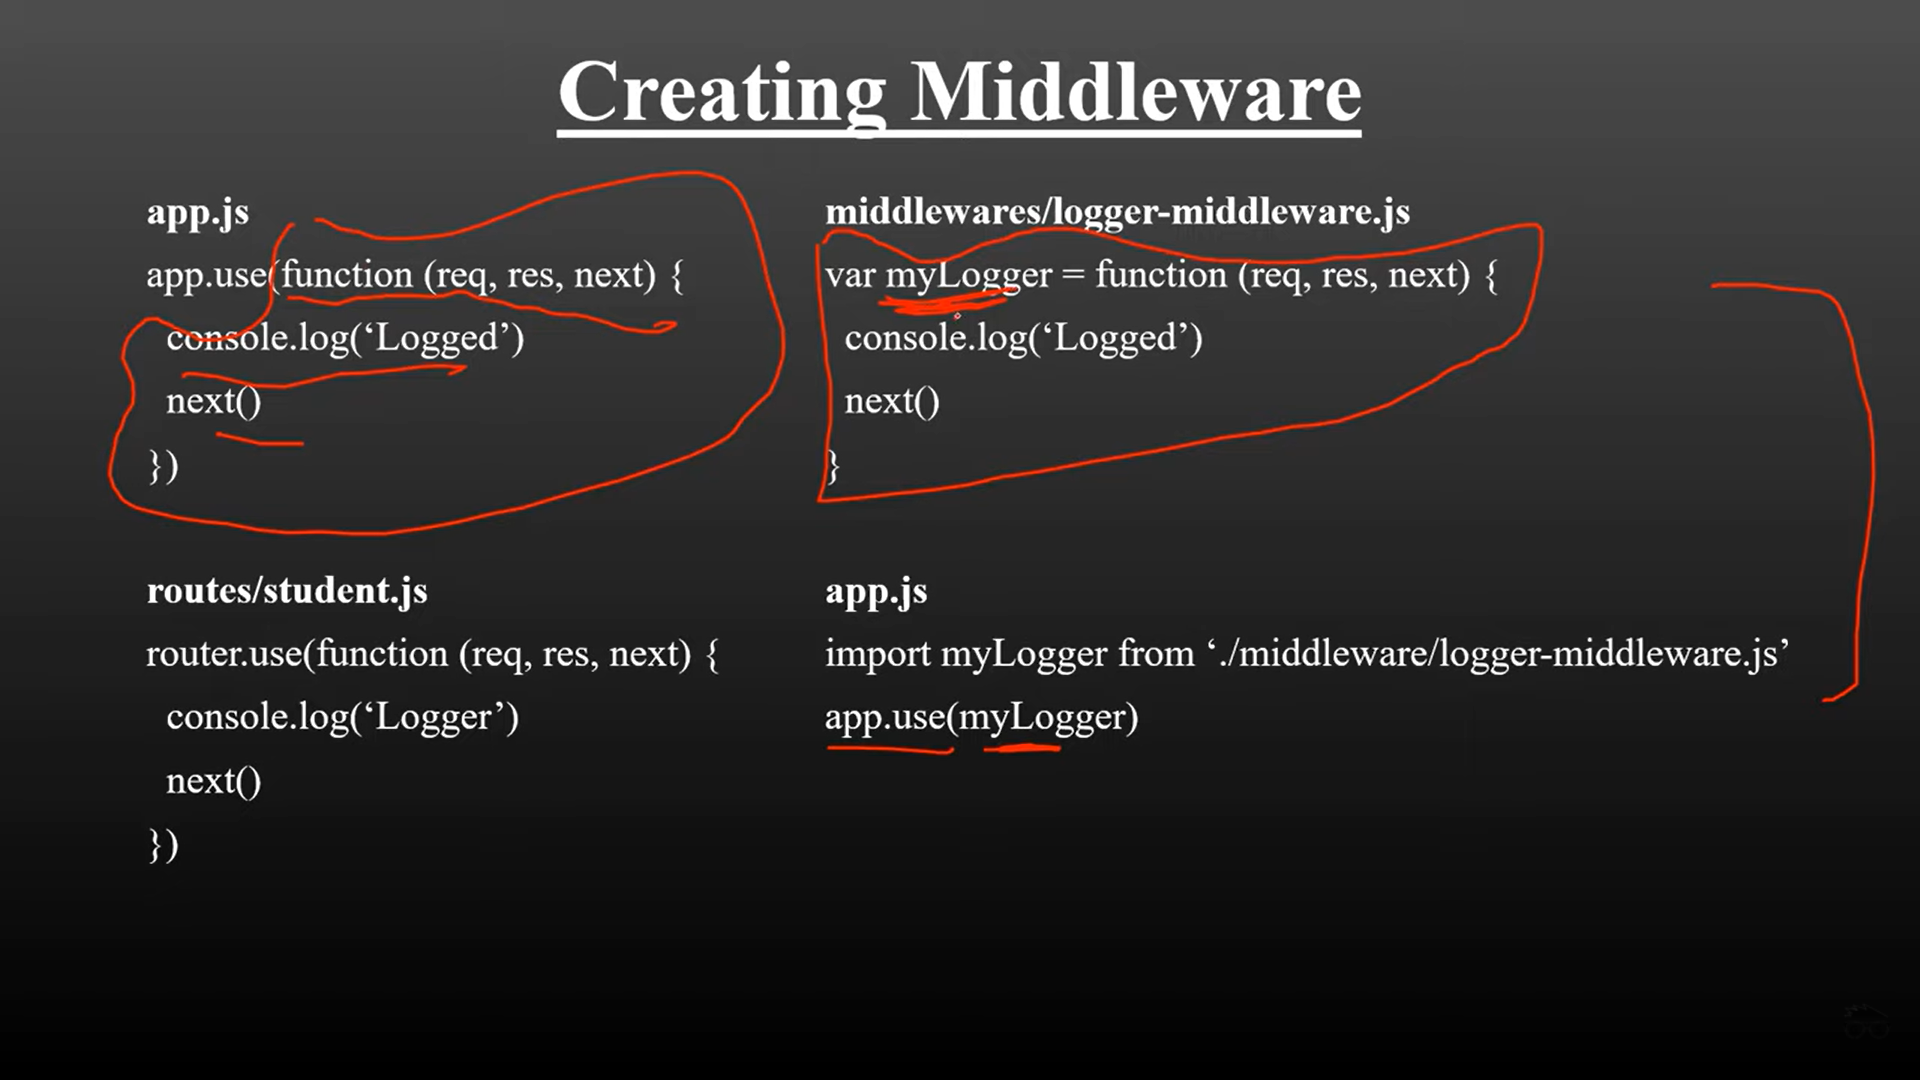 Creating Middleware
app.js
app.use(function (req, res, next) {
console.log(‘Logged’)
next()
})
middlewares/logger-middleware.js
var myLogger = function (req, res, next) {
console.log(‘Logged’)
next()
}
routes/student.js
router.use(function (req, res, next) {
console.log(‘Logger’)
next()
})
app.js
import myLogger from ‘./middleware/logger-middleware.js’
app.use(myLogger)